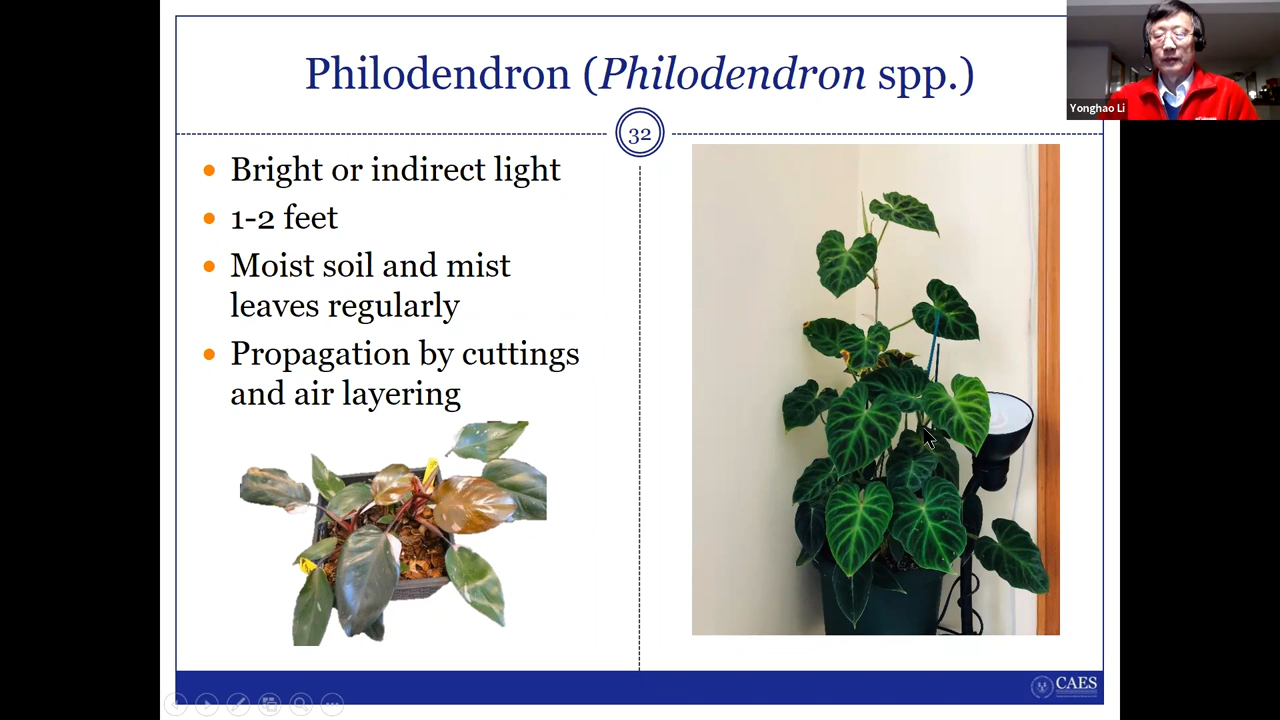 Philodendron (Philodendron spp.)
Yonghao Li
32
Bright or indirect light
1-2 feet
Moist soil and mist
leaves regularly
Propagation by cuttings
and air layering
CAES